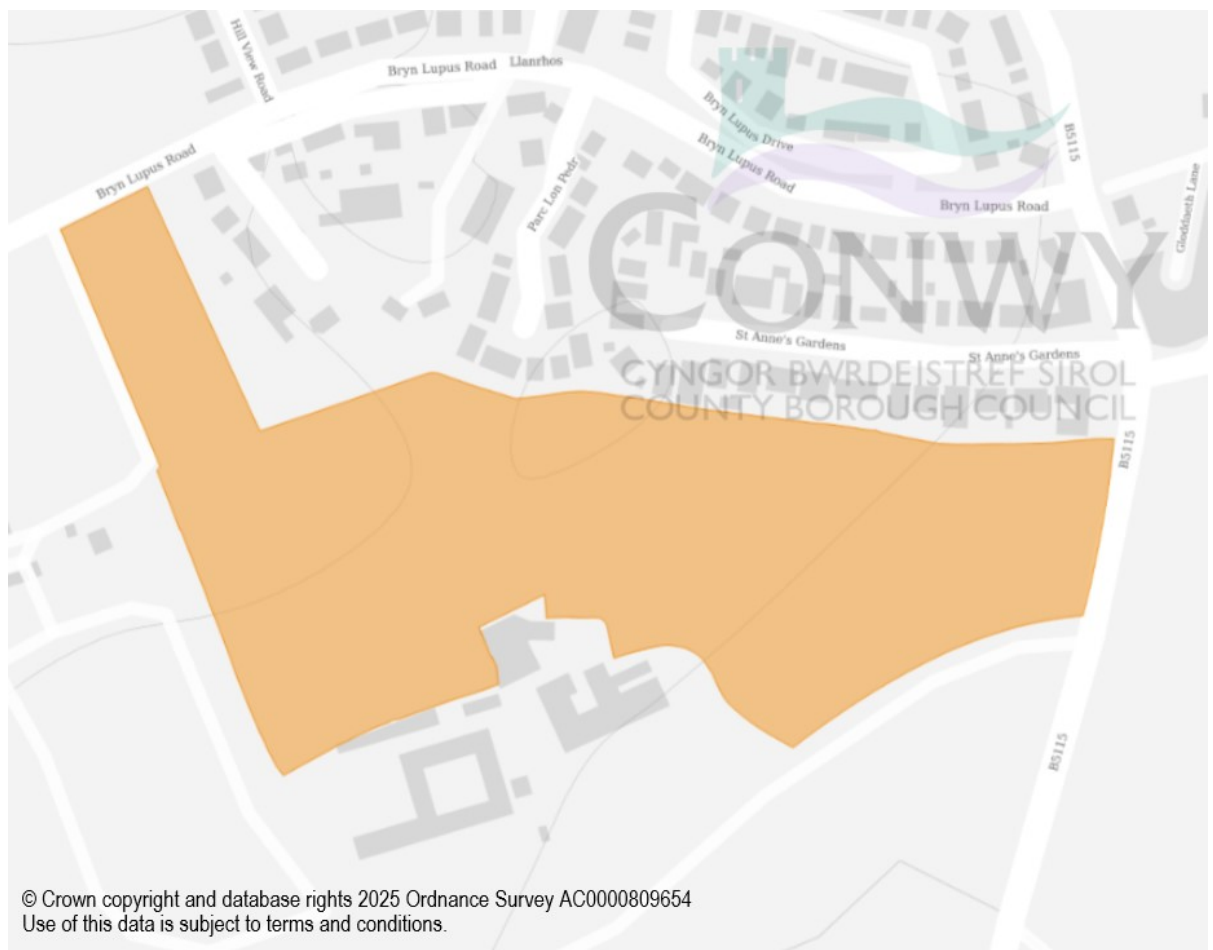 Hill View Road
Bryn Lupus Road
Llanrhos
Bryn Lupus Road
Bryn Lupus Drive
Bryn Lupus Road
B5115
Parc Lon Pedr
Bryn Lupus Road
Gloddaeth Lane
CONWY
St Anne's Gardens
St Anne's Gardens
CYNGOR BWRDEISTREF SIROL
COUNTY BOROUGH COUNCIL
B5115
B5115
© Crown copyright and database rights 2025 Ordnance Survey AC0000809654
Use of this data is subject to terms and conditions.